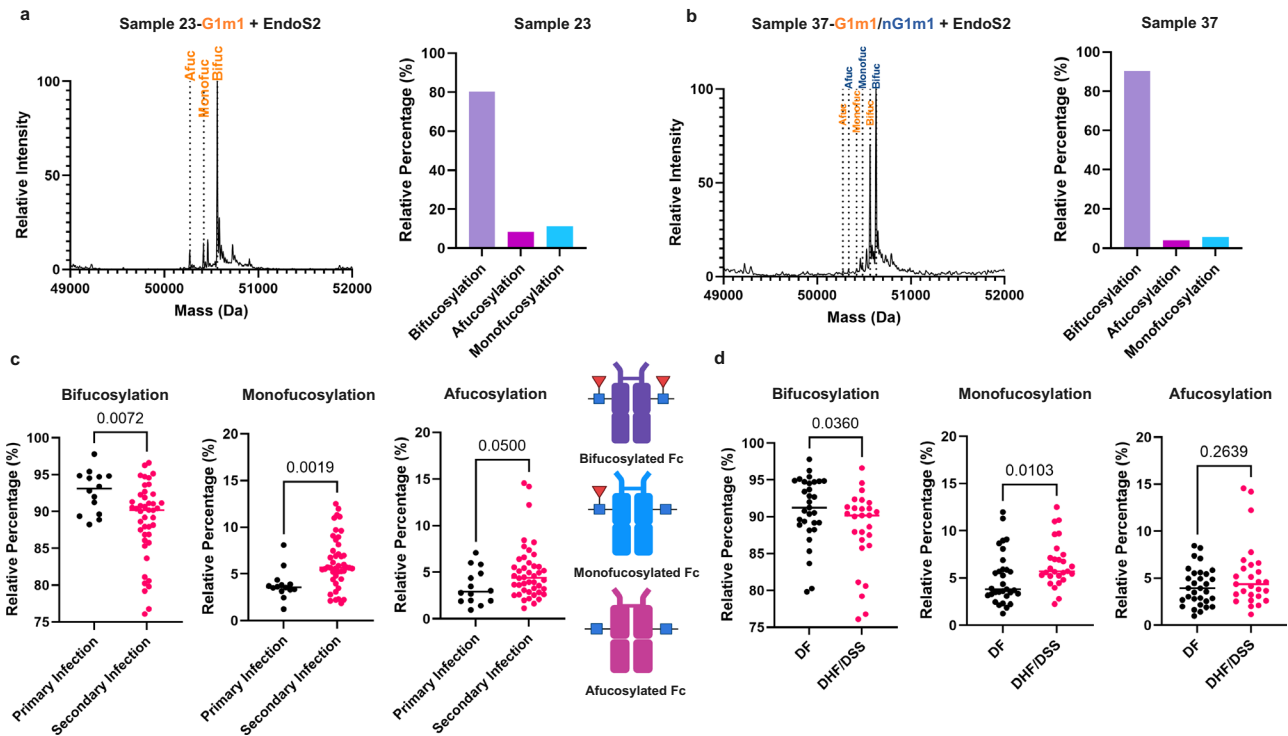 a
Sample 23-G1m1 + EndoS2
Afuc
Monofuc
Bifuc
Relative Intensity
100
50
0
49000
50000
51000
52000
Mass (Da)
Sample 23
Relative Percentage (%)
100
80
60
40
20
0
Bifucosylation
Afucosylation
Monofucosylation
b
Sample 37-G1m1/nG1m1 + EndoS2
Afuc
Monofuc
Bifuc
Afuc
Monofuc
Bifuc
Relative Intensity
100
50
0
49000
50000
51000
52000
Mass (Da)
Sample 37
Relative Percentage (%)
100
80
60
40
20
0
Bifucosylation
Afucosylation
Monofucosylation
c
Bifucosylation
0.0072
Relative Percentage (%)
100
95
90
85
80
75
Primary Infection
Secondary Infection
Monofucosylation
0.0019
Relative Percentage (%)
20
15
10
5
0
Primary Infection
Secondary Infection
Afucosylation
0.0500
Relative Percentage (%)
20
15
10
5
0
Primary Infection
Secondary Infection
Bifucosylated Fc
Monofucosylated Fc
Afucosylated Fc
d
Bifucosylation
0.0360
Relative Percentage (%)
100
95
90
85
80
75
DF
DHF/DSS
Monofucosylation
0.0103
Relative Percentage (%)
20
15
10
5
0
DF
DHF/DSS
Afucosylation
0.2639
Relative Percentage (%)
20
15
10
5
0
DF
DHF/DSS